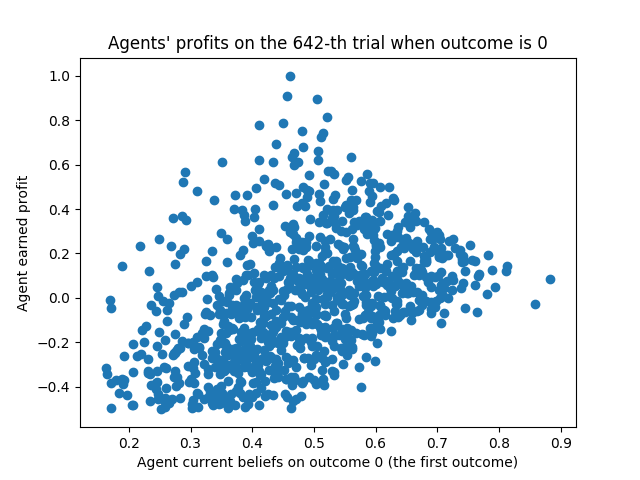 Agents' profits on the 642-th trial when outcome is 0
1.0
0.8
0.6
0.4
0.2
0.0
−0.2
−0.4
Agent earned profit
0.2 0.3 0.4 0.5 0.6 0.7 0.8 0.9
Agent current beliefs on outcome 0 (the first outcome)